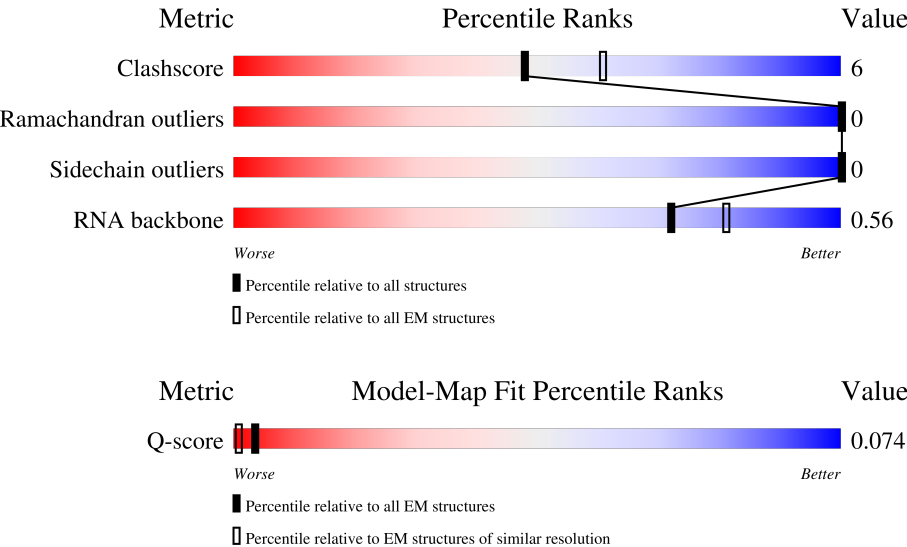 Metric Percentile Ranks Value
Clashscore 6
Ramachandran outliers 0
Sidechain outliers 0
RNA backbone 0.56
Worse Better
Percentile relative to all structures
Percentile relative to all EM structures
Metric Model-Map Fit Percentile Ranks Value
Q-score 0.074
Worse Better
Percentile relative to all EM structures
Percentile relative to EM structures of similar resolution